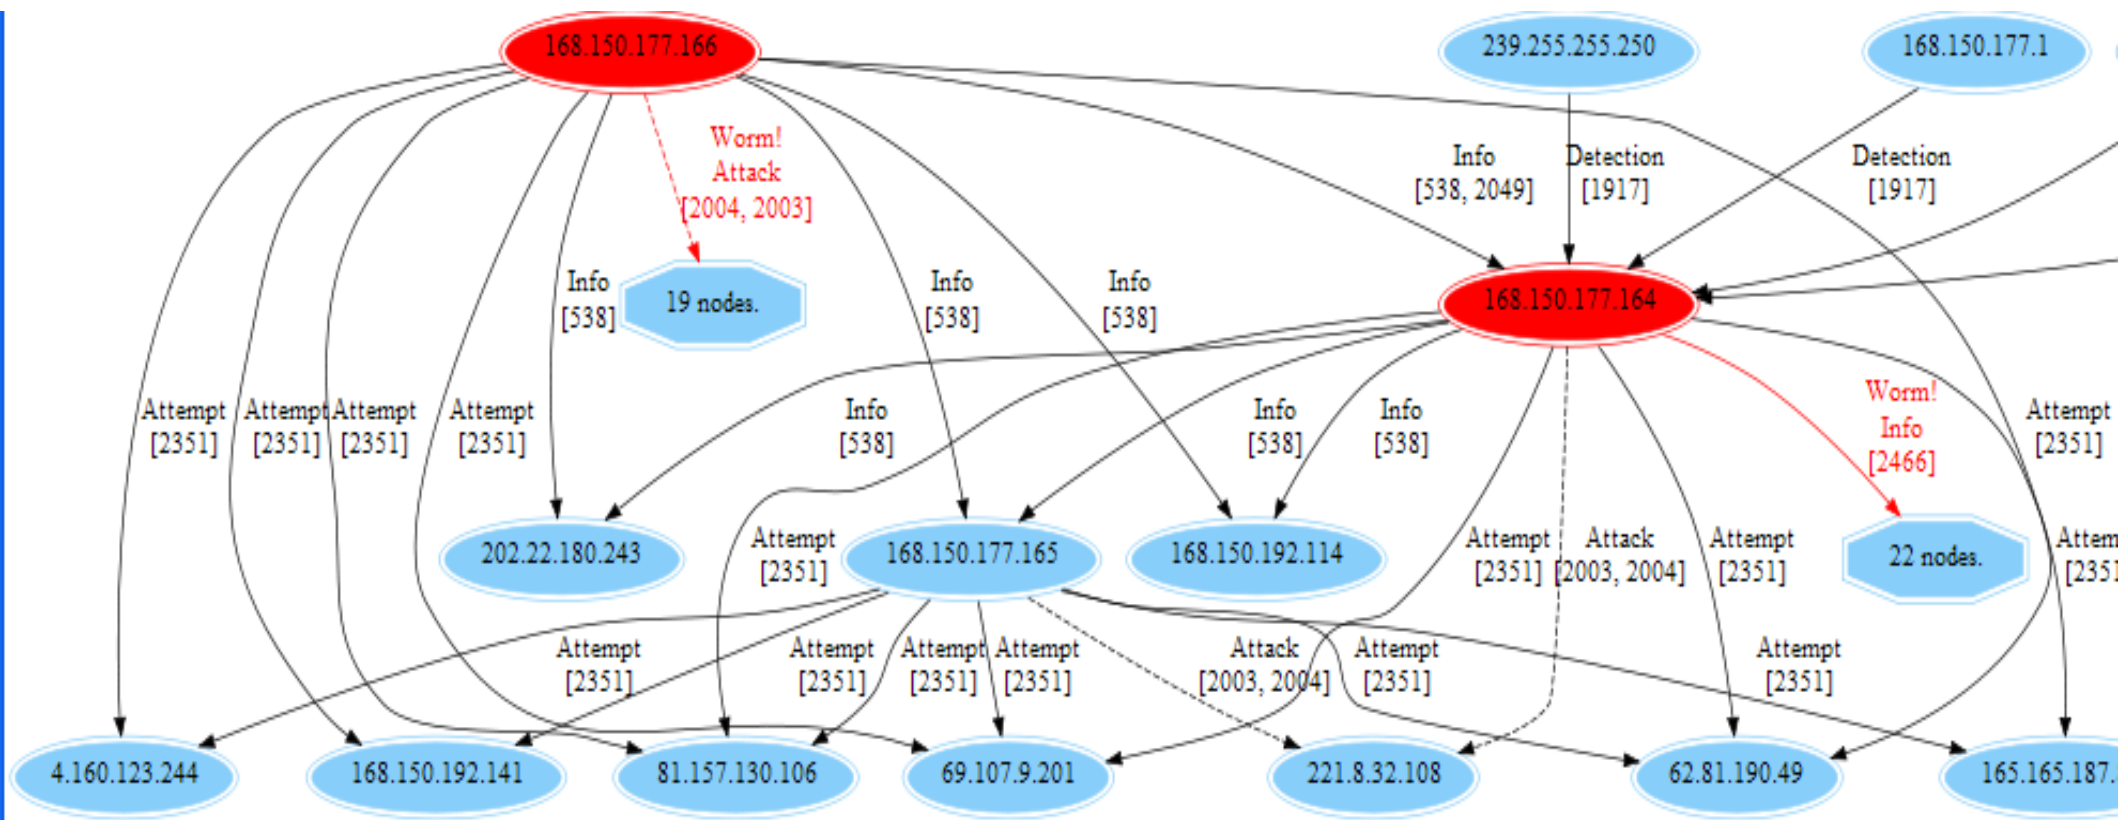 168.150.177.166
239.255.255.250
168.150.177.1
Worm!
Attack
[2004, 2003]
Info
[538, 2049]
Detection
[1917]
Detection
[1917]
Info
[538]
19 nodes.
Info
[538]
Info
[538]
168.150.177.164
Attempt
[2351]
Attempt
[2351]
Attempt
[2351]
Attempt
[2351]
Info
[538]
Info
[538]
Info
[538]
Worm!
Info
[2466]
Attempt
[2351]
202.22.180.243
Attempt
[2351]
168.150.177.165
168.150.192.114
Attempt
[2351]
Attack
[2003, 2004]
Attempt
[2351]
22 nodes.
Attem
[2351
Attempt
[2351]
Attempt
[2351]
Attempt
[2351]
Attempt
[2351]
Attack
[2003, 2004]
Attempt
[2351]
Attempt
[2351]
4.160.123.244
168.150.192.141
81.157.130.106
69.107.9.201
221.8.32.108
62.81.190.49
165.165.187.